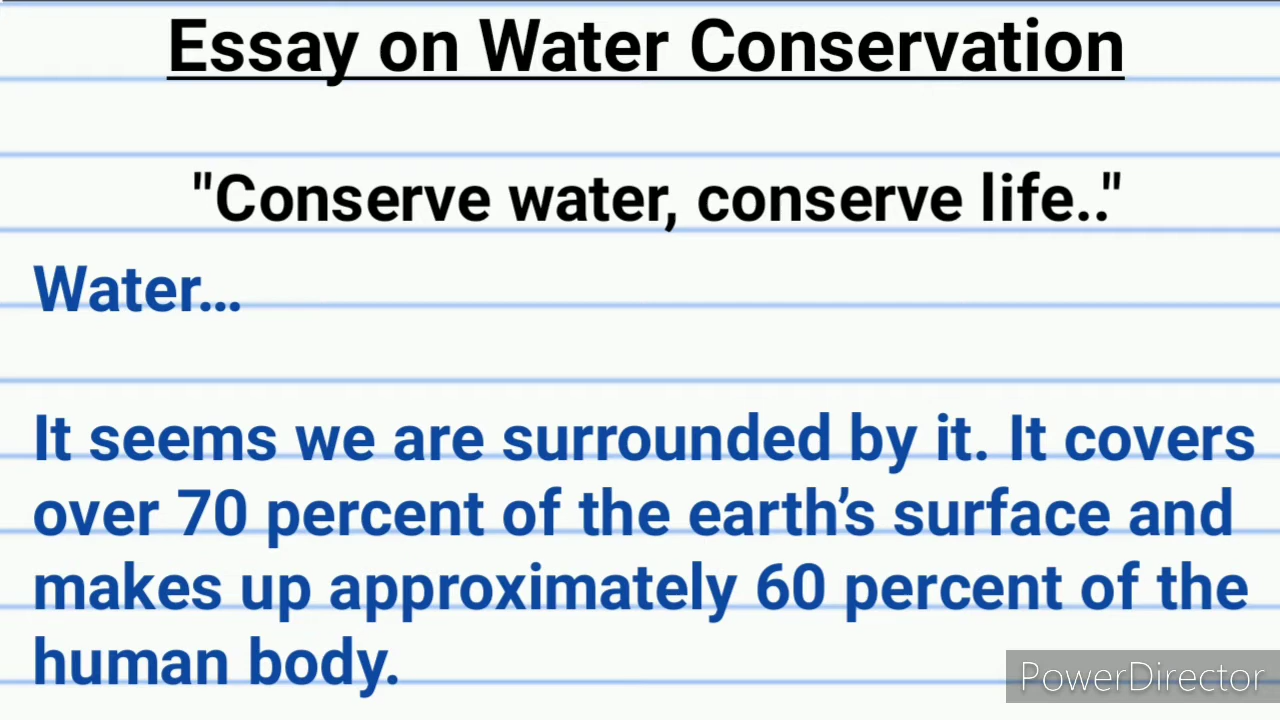 Essay on Water Conservation
"Conserve water, conserve life.."
Water...
It seems we are surrounded by it. It covers
over 70 percent of the earth’s surface and
makes up approximately 60 percent of the
human body.
PowerDirector